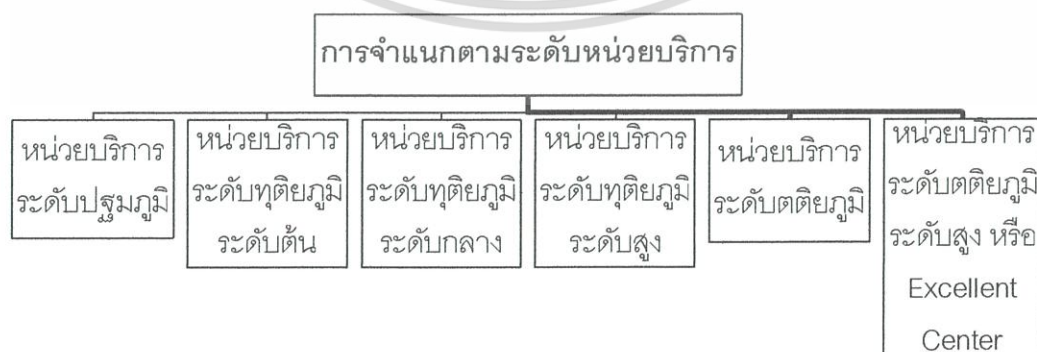 การจำแนกตามระดับหน่วยบริการ
หน่วยบริการ
ระดับปฐมภูมิ
หน่วยบริการ
ระดับทุติยภูมิ
ระดับต้น
หน่วยบริการ
ระดับทุติยภูมิ
ระดับกลาง
หน่วยบริการ
ระดับทุติยภูมิ
ระดับสูง
หน่วยบริการ
ระดับตติยภูมิ
หน่วยบริการ
ระดับตติยภูมิ
ระดับสูง หรือ
Excellent
Center